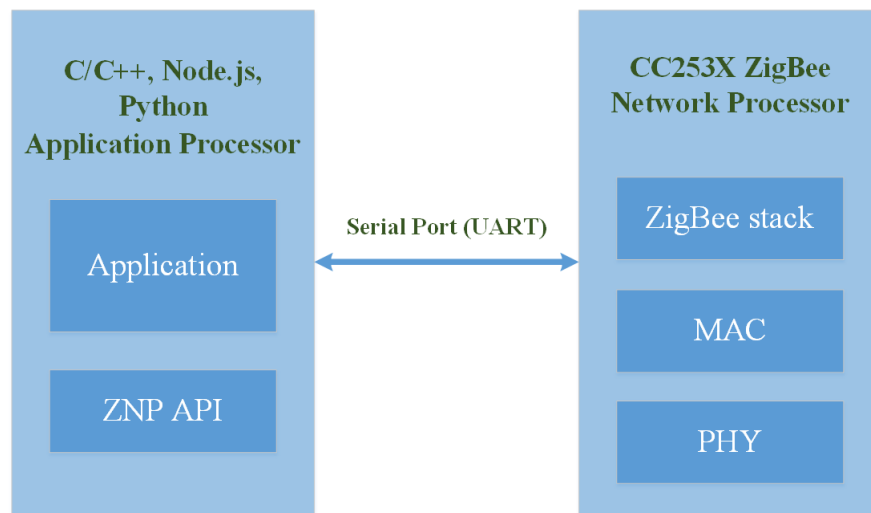 C/C++, Node.js,
Python
Application Processor
Application
ZNP API
Serial Port (UART)
CC253X ZigBee
Network Processor
ZigBee stack
MAC
PHY